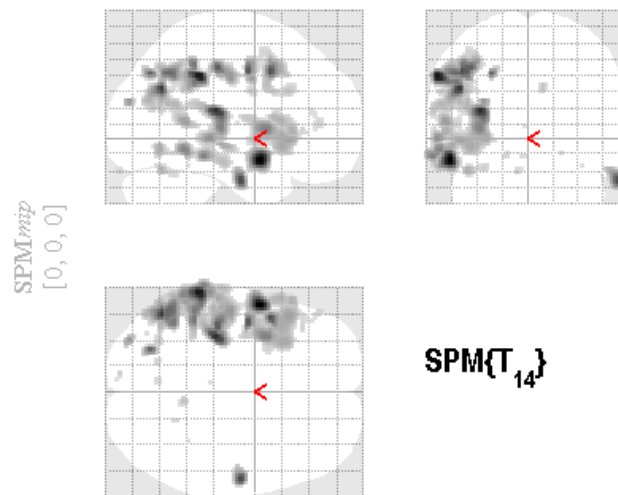 SPMmip
[0, 0, 0]
<
<
<
SPM{T14}